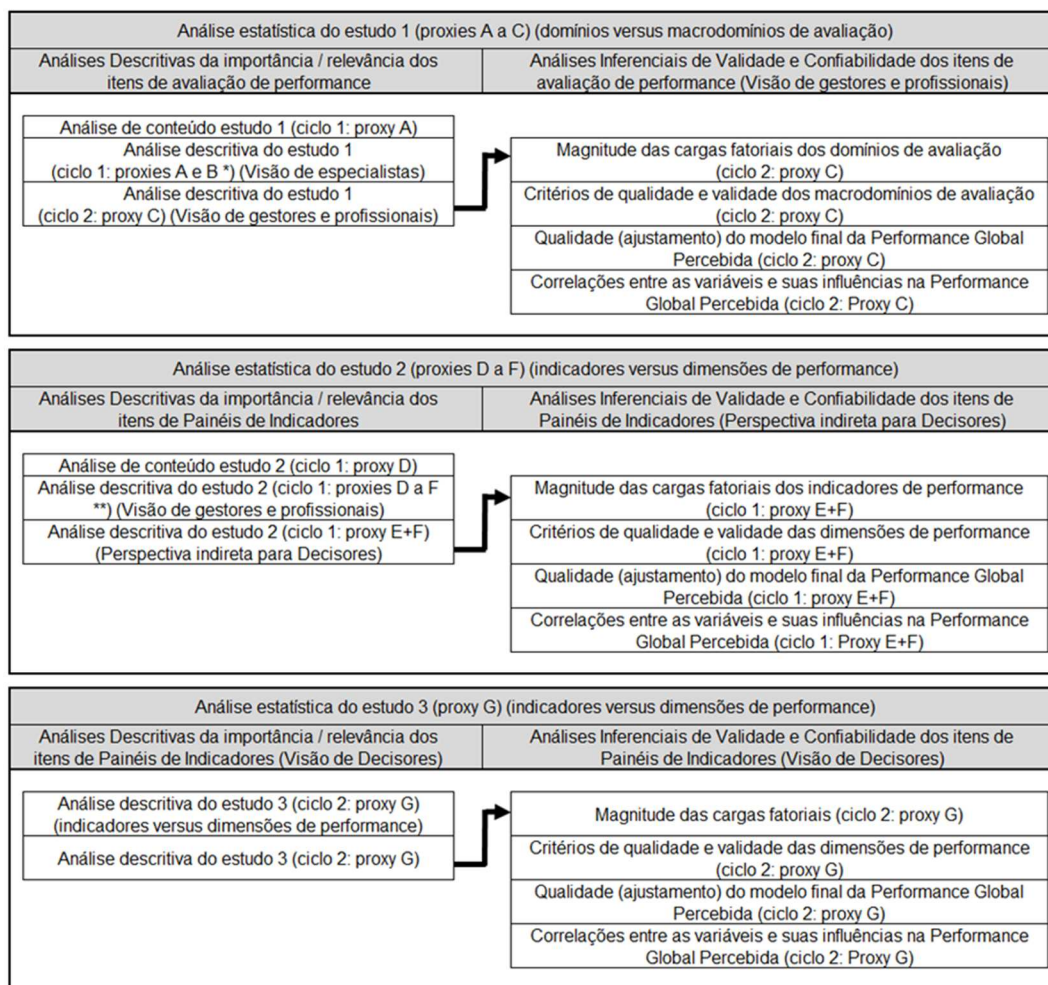 Análise estatística do estudo 1 (proxies A a C) (domínios versus macrodomínios de avaliação)
Análises Descritivas da importância / relevância dos
itens de avaliação de performance
Análises Inferenciais de Validade e Confiabilidade dos itens de
avaliação de performance (Visão de gestores e profissionais)
Análise de conteúdo estudo 1 (ciclo 1: proxy A)
Análise descritiva do estudo 1
(ciclo 1: proxies A e B *) (Visão de especialistas)
Análise descritiva do estudo 1
(ciclo 2: proxy C) (Visão de gestores e profissionais)
Magnitude das cargas fatoriais dos domínios de avaliação
(ciclo 2: proxy C)
Critérios de qualidade e validade dos macrodomínios de avaliação
(ciclo 2: proxy C)
Qualidade (ajustamento) do modelo final da Performance Global
Percebida (ciclo 2: proxy C)
Correlações entre as variáveis e suas influências na Performance
Global Percebida (ciclo 2: Proxy C)
Análise estatística do estudo 2 (proxies D a F) (indicadores versus dimensões de performance)
Análises Descritivas da importância / relevância dos
itens de Painéis de Indicadores
Análises Inferenciais de Validade e Confiabilidade dos itens de
Painéis de Indicadores (Perspectiva indireta para Decisores)
Análise de conteúdo estudo 2 (ciclo 1: proxy D)
Análise descritiva do estudo 2 (ciclo 1: proxies D a F
**) (Visão de gestores e profissionais)
Análise descritiva do estudo 2 (ciclo 1: proxy E+F)
(Perspectiva indireta para Decisores)
Magnitude das cargas fatoriais dos indicadores de performance
(ciclo 1: proxy E+F)
Critérios de qualidade e validade das dimensões de performance
(ciclo 1: proxy E+F)
Qualidade (ajustamento) do modelo final da Performance Global
Percebida (ciclo 1: proxy E+F)
Correlações entre as variáveis e suas influências na Performance
Global Percebida (ciclo 1: Proxy E+F)
Análise estatística do estudo 3 (proxy G) (indicadores versus dimensões de performance)
Análises Descritivas da importância / relevância dos
itens de Painéis de Indicadores (Visão de Decisores)
Análises Inferenciais de Validade e Confiabilidade dos itens de
Painéis de Indicadores (Visão de Decisores)
Análise descritiva do estudo 3 (ciclo 2: proxy G)
(indicadores versus dimensões de performance)
Análise descritiva do estudo 3 (ciclo 2: proxy G)
Magnitude das cargas fatoriais (ciclo 2: proxy G)
Critérios de qualidade e validade das dimensões de performance
(ciclo 2: proxy G)
Qualidade (ajustamento) do modelo final da Performance Global
Percebida (ciclo 2: proxy G)
Correlações entre as variáveis e suas influências na Performance
Global Percebida (ciclo 2: Proxy G)